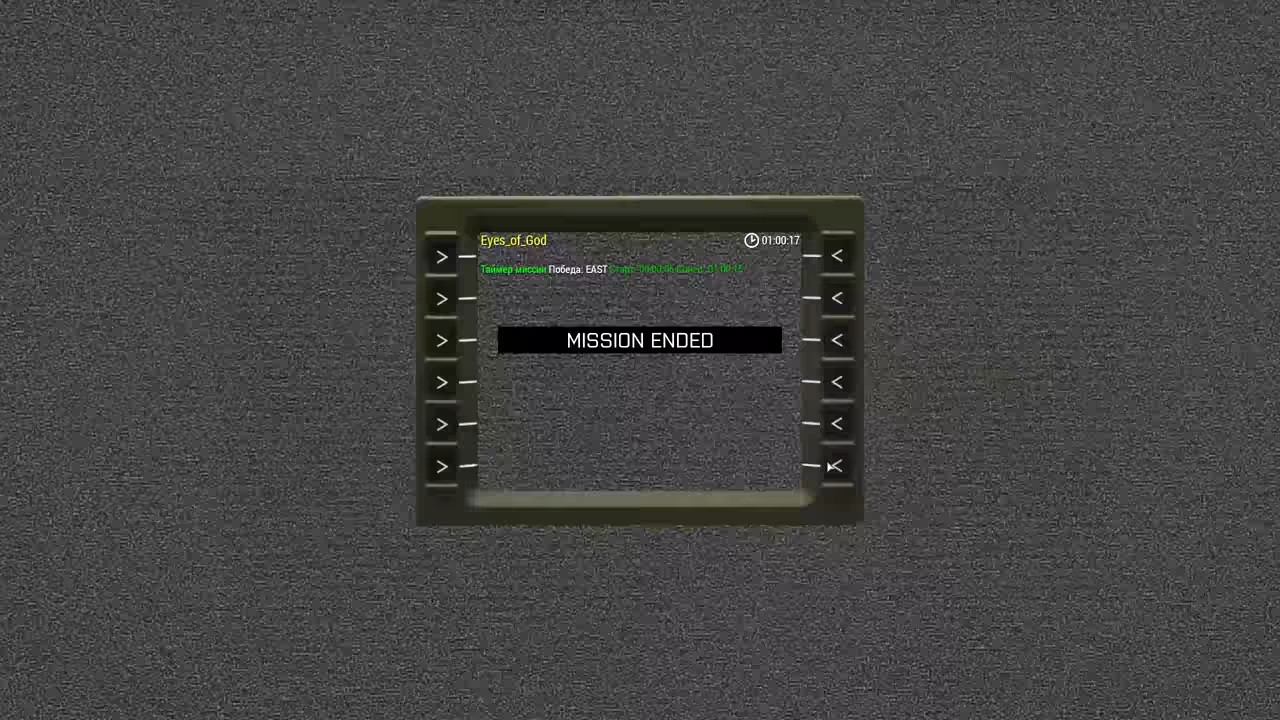 Eyes_of_God 01:00:17
Таймер миссии Победа: EAST
MISSION ENDED